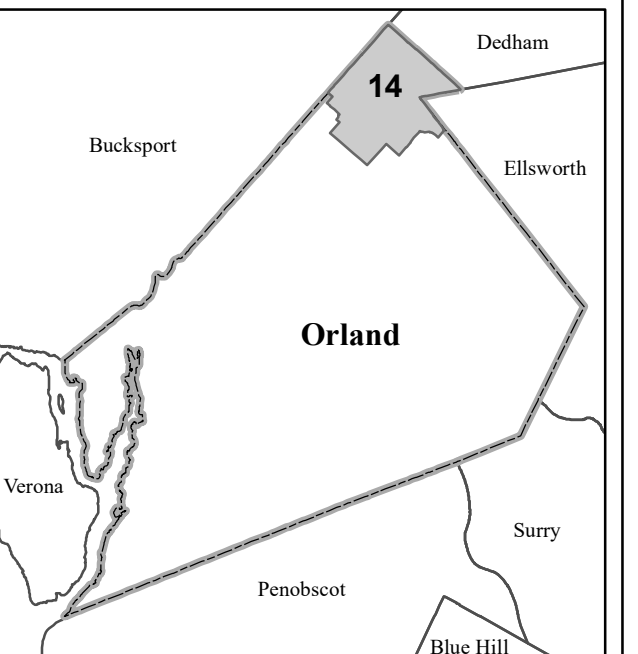 Dedham
14
Bucksport
Ellsworth
Orland
Verona
Surry
Penobscot
Blue Hill